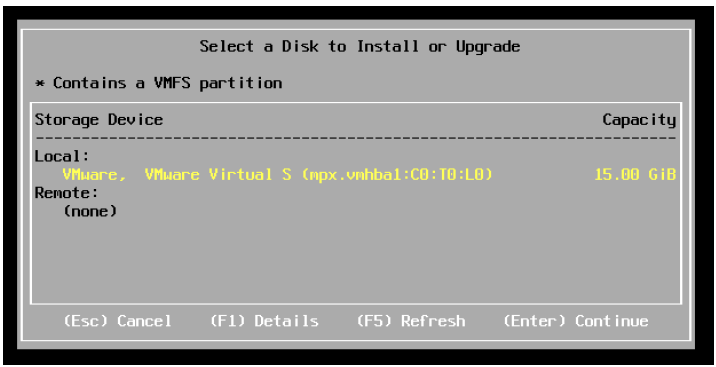 Select a Disk to Install or Upgrade
* Contains a VMFS partition
Storage Device Capacity
Local:
VMware, VMware Virtual S (mpx.vmhba1:C0:T0:L0) 15.00 GiB
Remote:
(none)
(Esc) Cancel (F1) Details (F5) Refresh (Enter) Continue